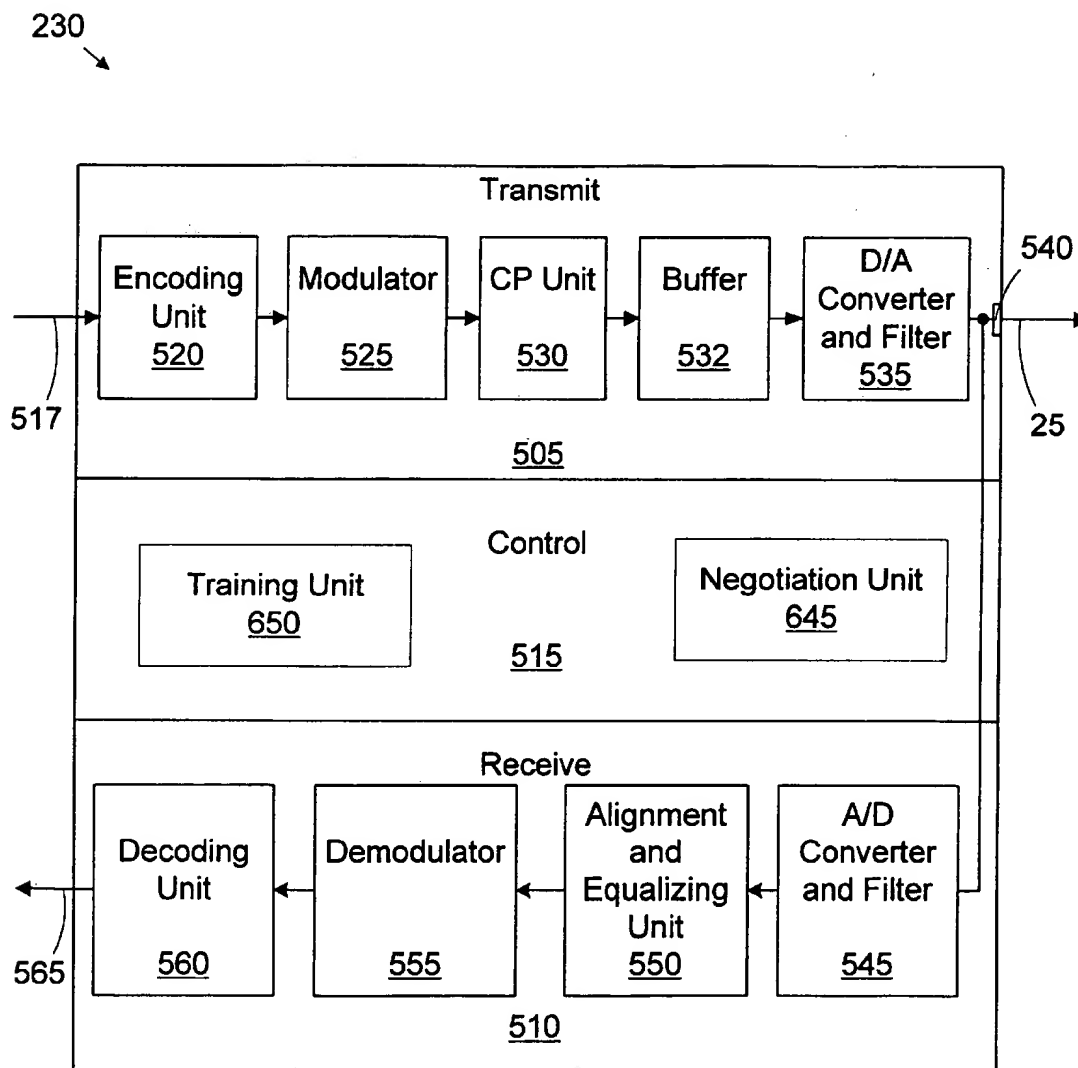 230
Transmit
540
Encoding
Unit
520
Modulator
525
CP Unit
530
Buffer
532
D/A
Converter
and Filter
535
517
25
505
Control
Training Unit
650
Negotiation Unit
645
515
Receive
Decoding
Unit
560
Demodulator
555
Alignment
and
Equalizing
Unit
550
A/D
Converter
and Filter
545
565
510